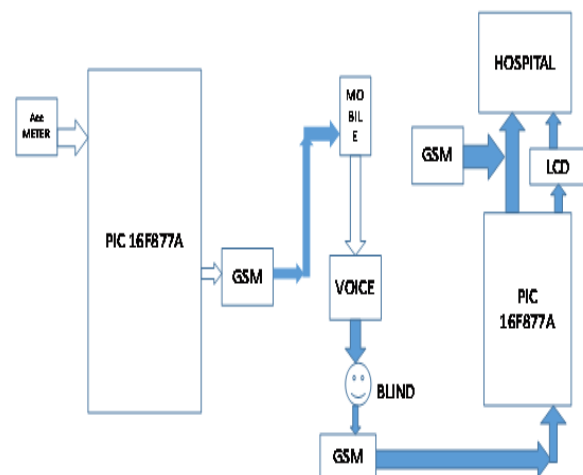 Acc
METER
PIC 16F877A
GSM
MO
BIL
E
VOICE
BLIND
GSM
HOSPITAL
GSM
LCD
PIC
16F877A